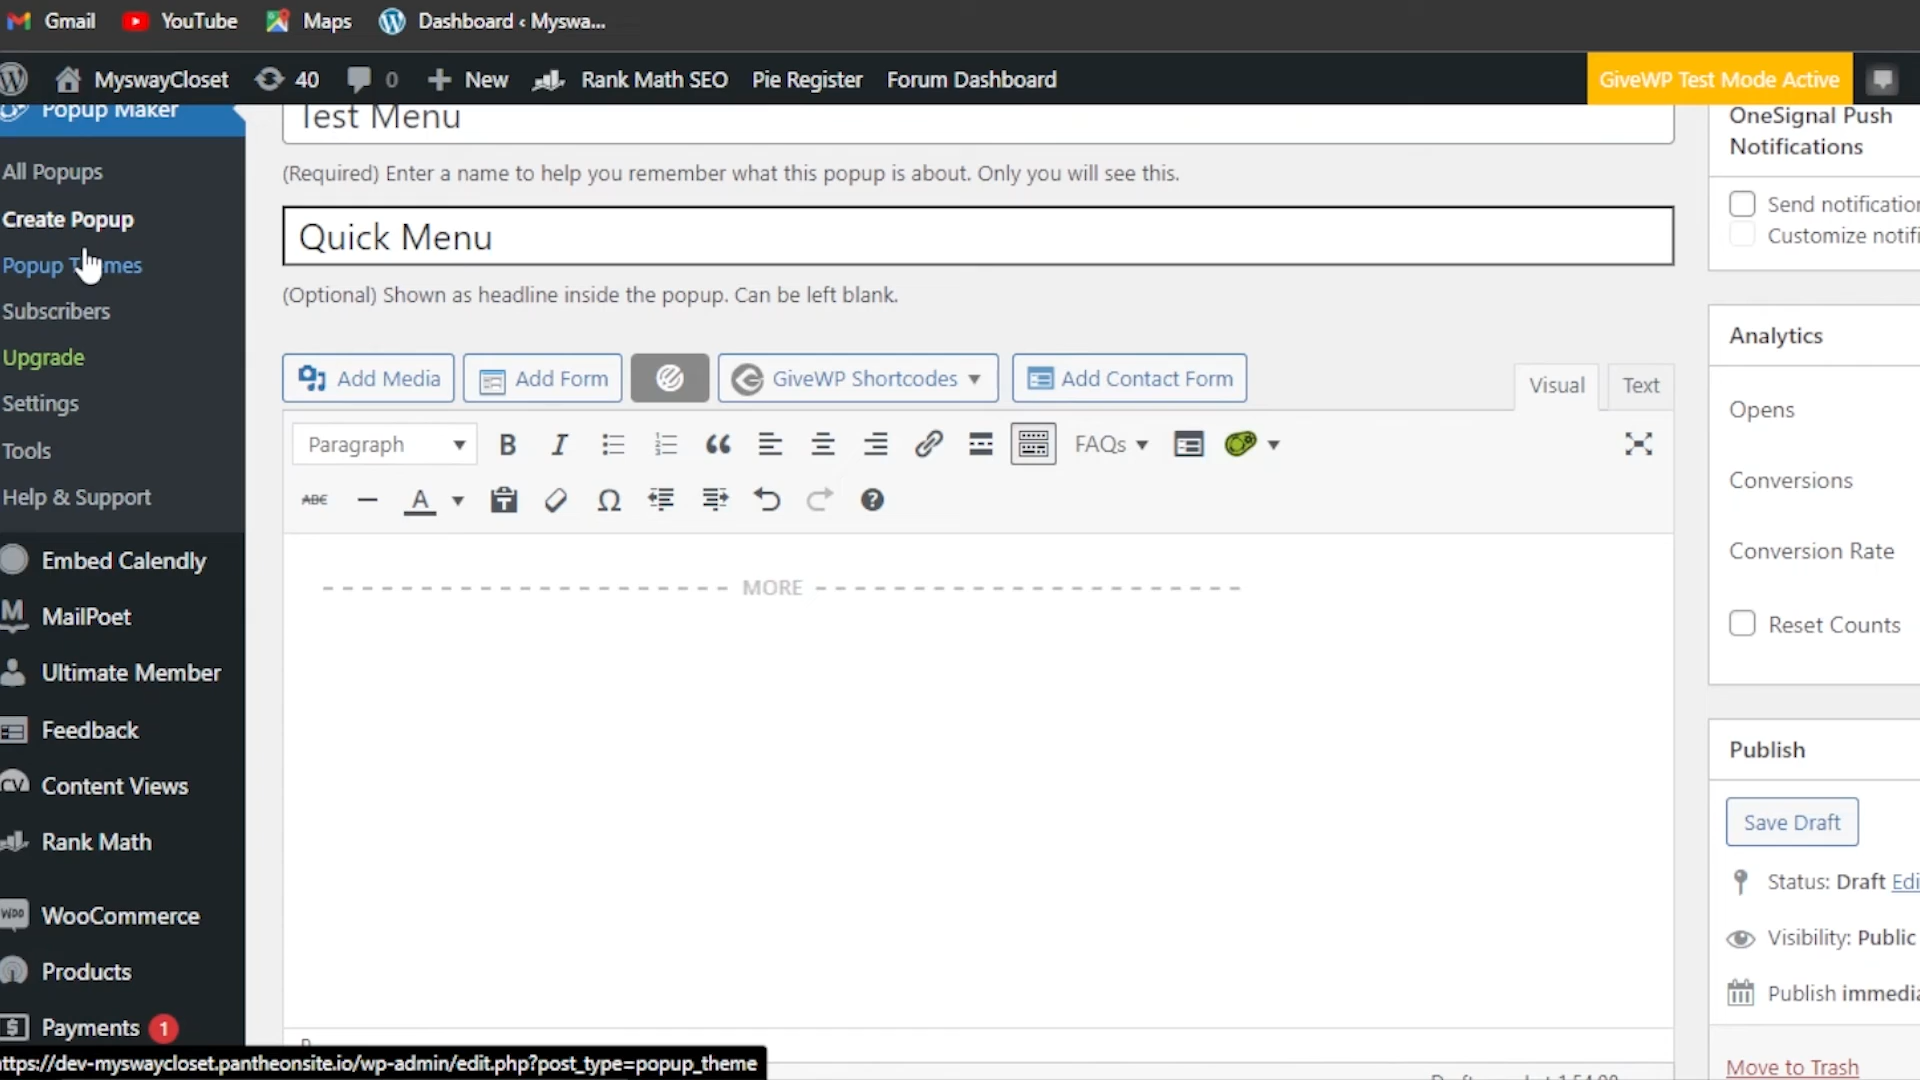 Gmail YouTube Maps Dashboard ‹ Myswa...
MyswayCloset 40 0 New Rank Math SEO Pie Register Forum Dashboard GiveWP Test Mode Active
Popup Maker
All Popups
Create Popup
Popup Themes
Subscribers
Upgrade
Settings
Tools
Help & Support
Embed Calendly
MailPoet
Ultimate Member
Feedback
Content Views
Rank Math
WooCommerce
Products
Payments 1
Test Menu
(Required) Enter a name to help you remember what this popup is about. Only you will see this.
Quick Menu
(Optional) Shown as headline inside the popup. Can be left blank.
Add Media Add Form GiveWP Shortcodes Add Contact Form Visual Text
Paragraph B I FAQs
ABC A Ω
MORE
OneSignal Push
Notifications
Send notification
Customize notifi
Analytics
Opens
Conversions
Conversion Rate
Reset Counts
Publish
Save Draft
Status: Draft Edi
Visibility: Public
Publish immedia
Move to Trash
ttps://dev-myswaycloset.pantheonsite.io/wp-admin/edit.php?post_type=popup_theme